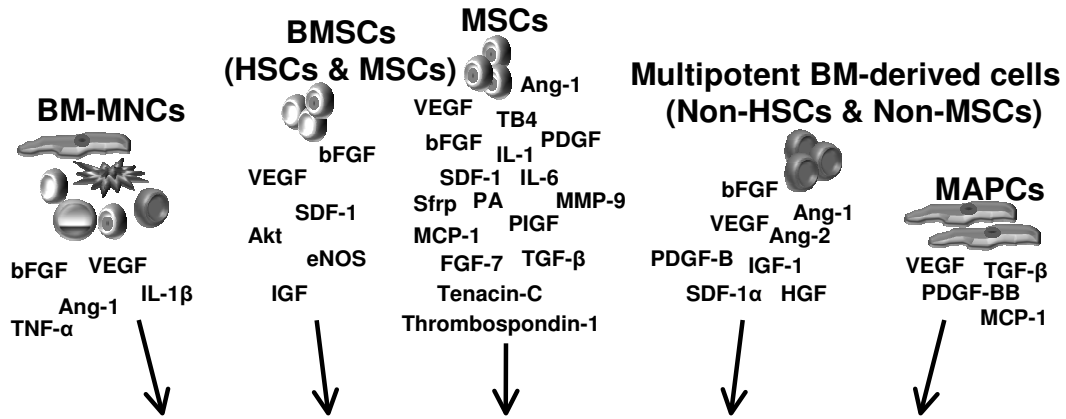 BM-MNCs
bFGF
VEGF
Ang-1
IL-1β
TNF-α
BMSCs
(HSCs & MSCs)
bFGF
VEGF
SDF-1
Akt
eNOS
IGF
MSCs
Ang-1
VEGF
TB4
bFGF
PDGF
IL-1
SDF-1
IL-6
Sfrp
PA
MMP-9
PIGF
MCP-1
FGF-7
TGF-β
Tenacin-C
Thrombospondin-1
Multipotent BM-derived cells
(Non-HSCs & Non-MSCs)
bFGF
Ang-1
VEGF
Ang-2
PDGF-B
IGF-1
SDF-1α
HGF
MAPCs
VEGF
TGF-β
PDGF-BB
MCP-1